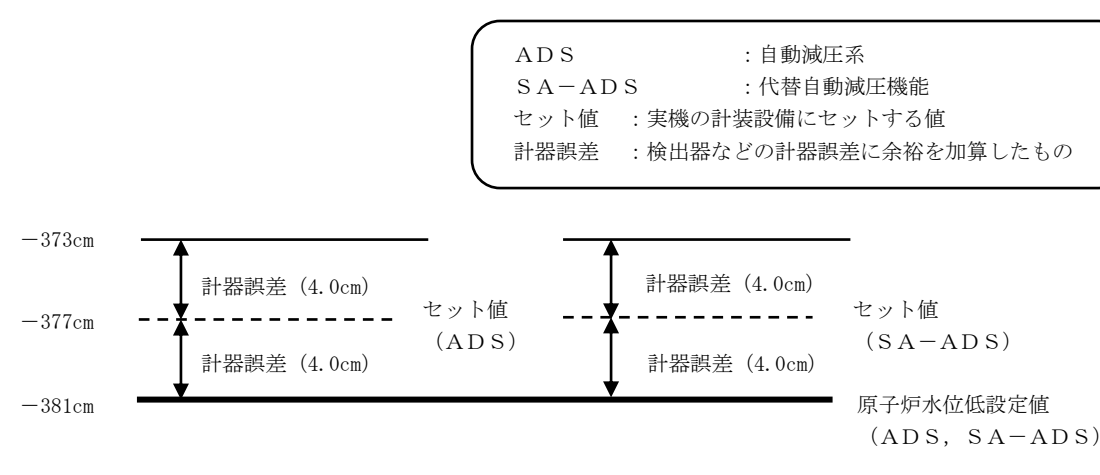 ＡＤＳ　：自動減圧系
ＳＡ－ＡＤＳ　：代替自動減圧機能
セット値　：実機の計装設備にセットする値
計器誤差　：検出器などの計器誤差に余裕を加算したもの
－373cm
計器誤差（4.0cm）
計器誤差（4.0cm）
－377cm
セット値
（ＡＤＳ）
セット値
（ＳＡ－ＡＤＳ）
計器誤差（4.0cm）
計器誤差（4.0cm）
－381cm
原子炉水位低設定値
（ＡＤＳ，ＳＡ－ＡＤＳ）